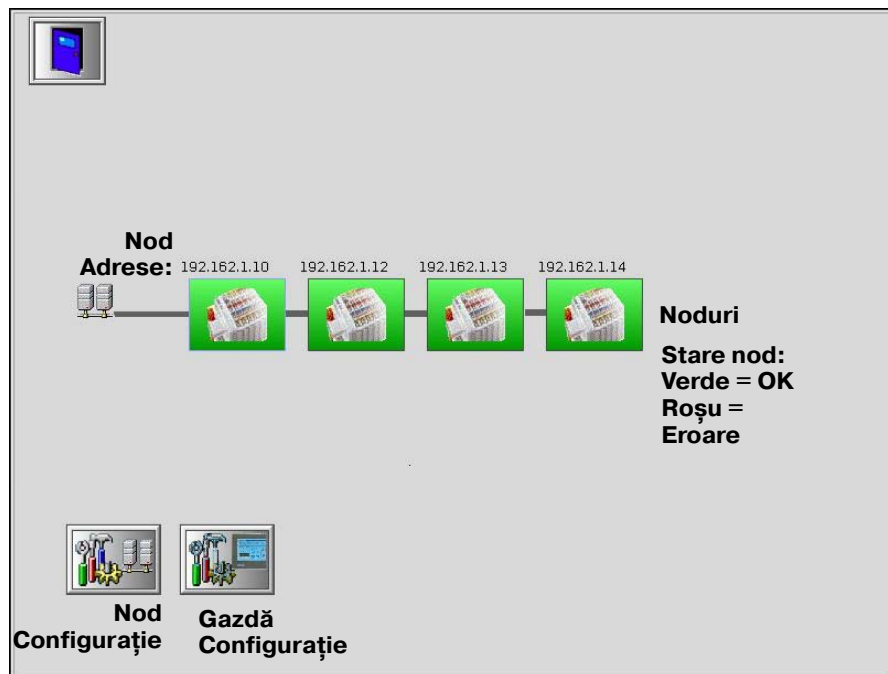 Nod
Adrese:
192.162.1.10 192.162.1.12 192.162.1.13 192.162.1.14
Noduri
Stare nod:
Verde = OK
Roșu =
Eroare
Nod
Configurație
Gazdă
Configurație